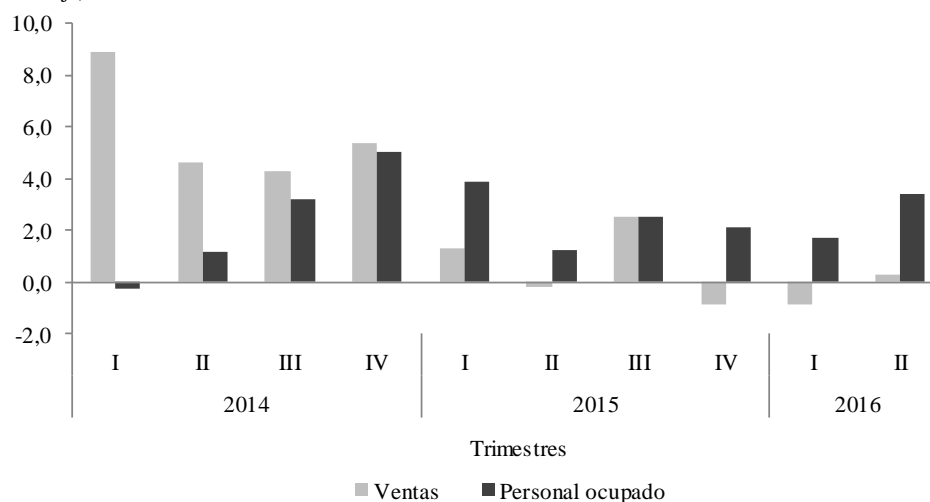 10,0
8,0
6,0
4,0
2,0
0,0
-2,0
I II III IV I II III IV I II
2014 2015 2016
Trimestres
Ventas Personal ocupado